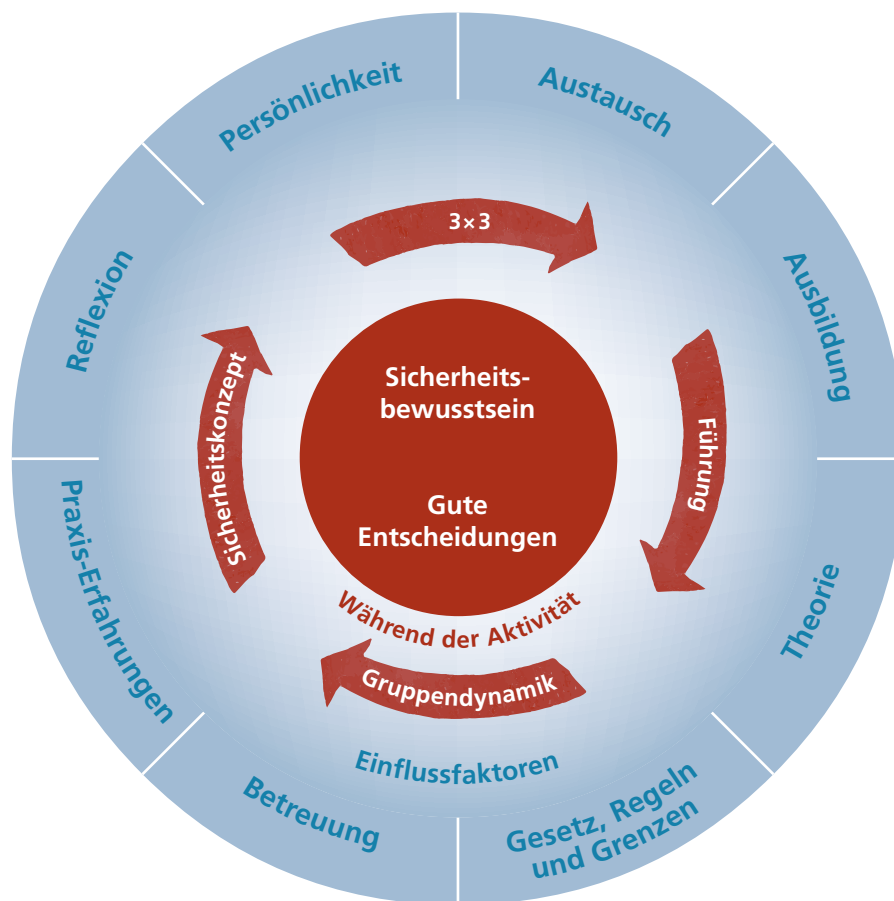 Persönlichkeit
Austausch
Ausbildung
Theorie
Gesetz, Regeln
und Grenzen
Betreuung
Praxis-Erfahrungen
Reflexion
3×3
Führung
Gruppendynamik
Sicherheitskonzept
Sicherheits-
bewusstsein
Gute
Entscheidungen
Während der Aktivität
Einflussfaktoren